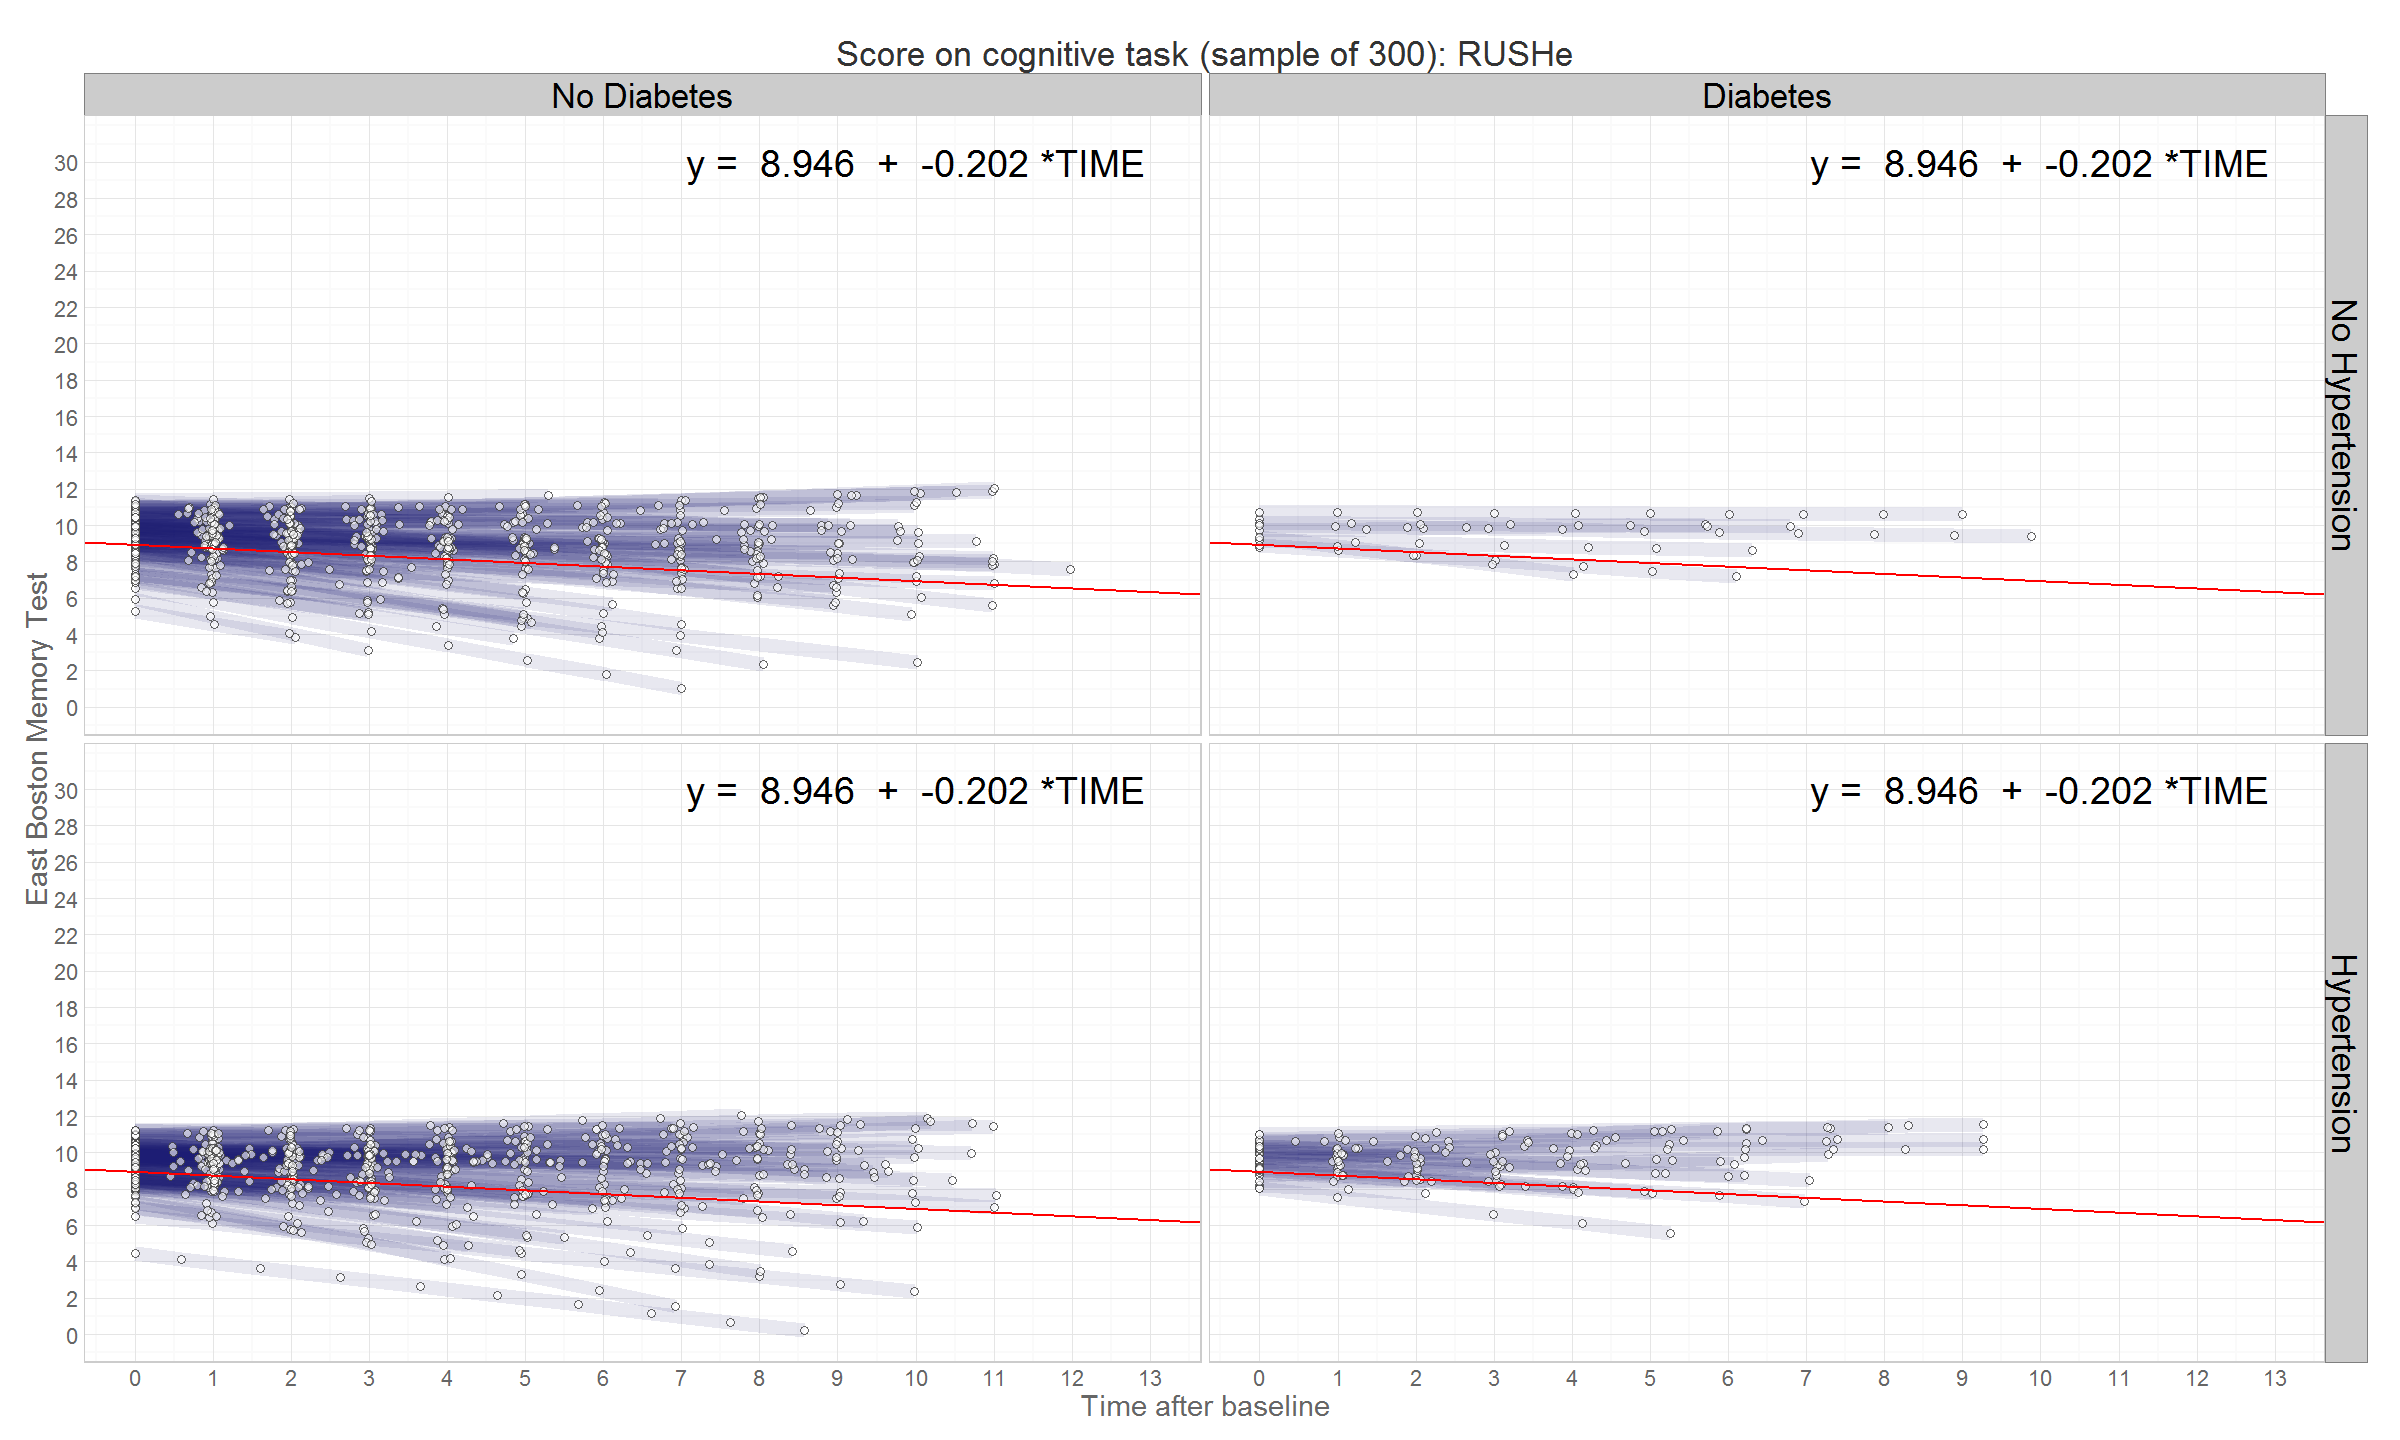 Score on cognitive task (sample of 300): RUSHe
No Diabetes
Diabetes
y = 8.946 + -0.202 *TIME
y = 8.946 + -0.202 *TIME
30
28
26
24
22
20
18
16
14
12
10
8
6
4
2
0
No Hypertension
East Boston Memory Test
y = 8.946 + -0.202 *TIME
y = 8.946 + -0.202 *TIME
30
28
26
24
22
20
18
16
14
12
10
8
6
4
2
0
Hypertension
0 1 2 3 4 5 6 7 8 9 10 11 12 13
0 1 2 3 4 5 6 7 8 9 10 11 12 13
Time after baseline